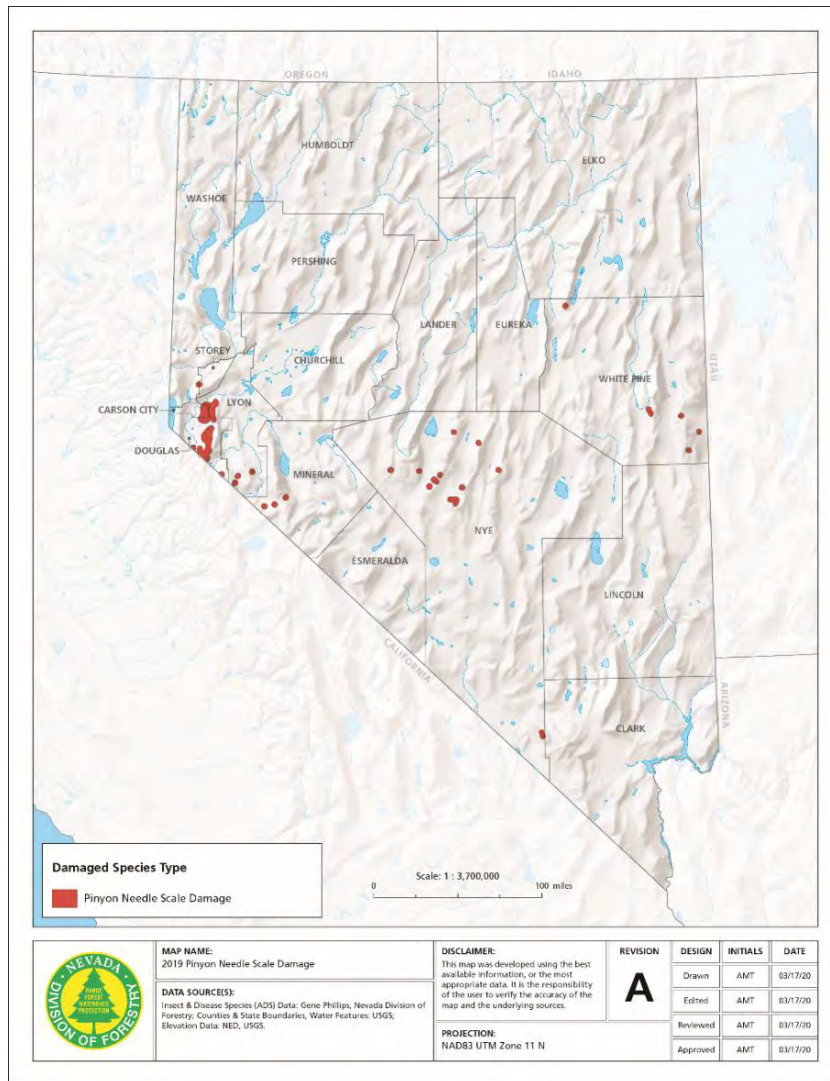 OREGON
IDAHO
HUMBOLDT
ELKO
WASHOE
PERSHING
LANDER
EUREKA
STOREY
CHURCHILL
WHITE PINE
UTAH
CARSON CITY
LYON
DOUGLAS
MINERAL
NYE
ESMERALDA
LINCOLN
CALIFORNIA
ARIZONA
CLARK
Damaged Species Type
Pinyon Needle Scale Damage
Scale: 1 : 3,700,000
0 100 miles
NEVADA
RANGE
FOREST
WATERSHED
PROTECTION
DIVISION OF FORESTRY
MAP NAME:
2019 Pinyon Needle Scale Damage
DATA SOURCE(S):
Insect & Disease Species (ADS) Data: Gene Phillips, Nevada Division of
Forestry; Counties & State Boundaries, Water Features: USGS;
Elevation Data: NED, USGS.
DISCLAIMER:
This map was developed using the best
available information, or the most
appropriate data. It is the responsibility
of the user to verify the accuracy of the
map and the underlying sources.
PROJECTION:
NAD83 UTM Zone 11 N
REVISION
A
DESIGN INITIALS DATE
Drawn AMT 03/17/20
Edited AMT 03/17/20
Reviewed AMT 03/17/20
Approved AMT 03/17/20